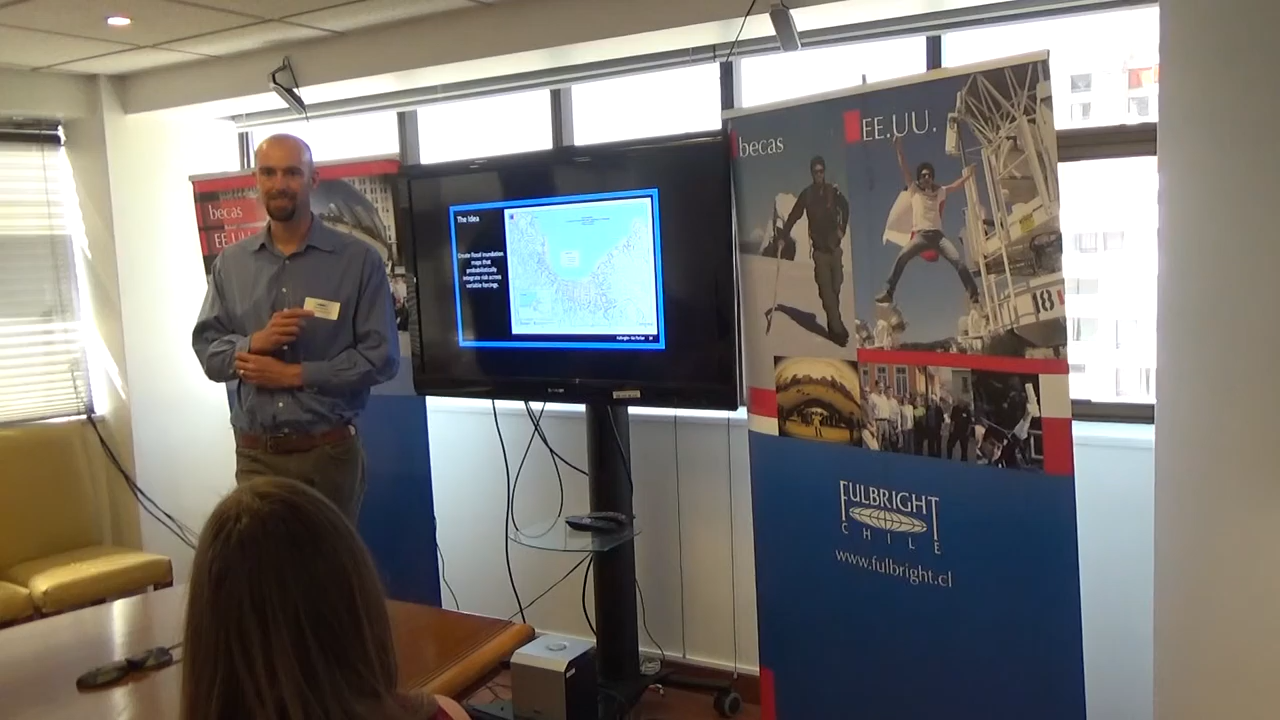 becas
EE.UU.
The Idea
Create flood inundation
maps that
probabilistically
integrate risk across
variable forcings.
becas
EE.UU.
18
FULBRIGHT
CHILE
www.fulbright.cl